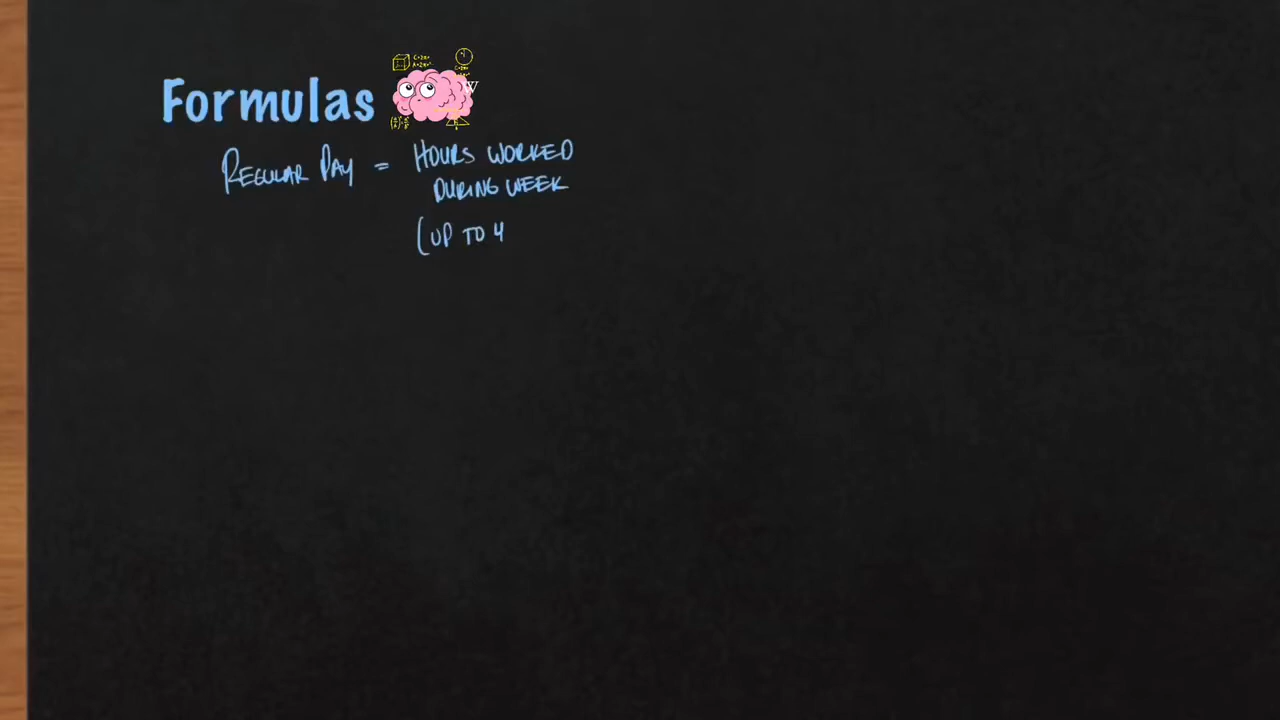 Formulas
REGULAR PAY = HOURS WORKED
DURING WEEK
(UP TO 4